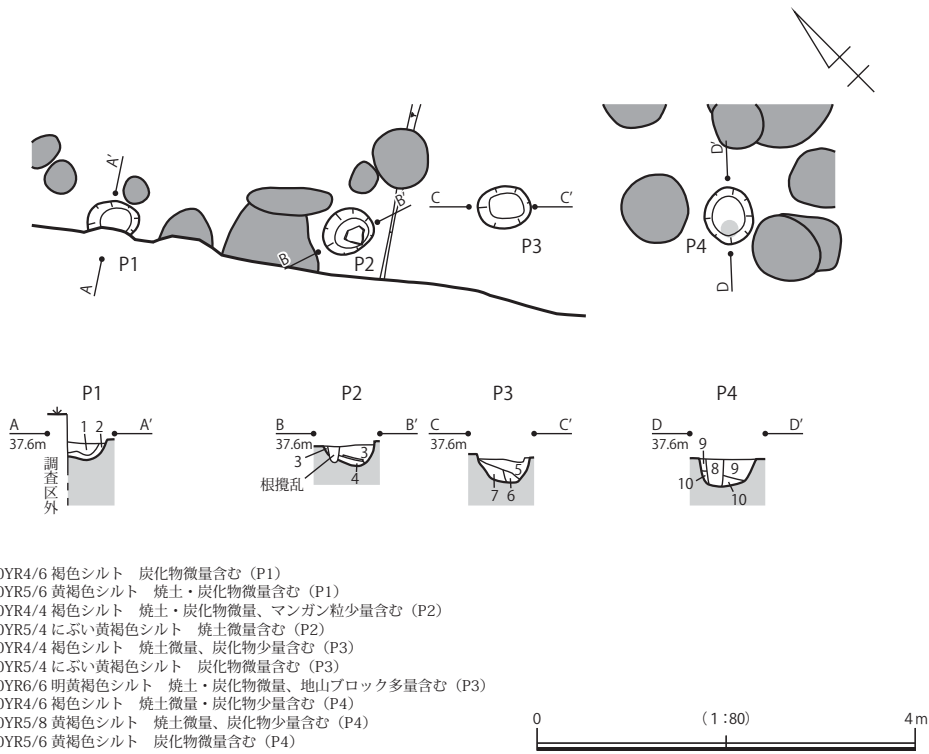 A'
A
P1
B'
B
P2
C
C'
P3
D'
D
P4
P1
P2
P3
P4
A
A'
37.6m
1
2
調査区外
B
B'
37.6m
3
3
4
根攪乱
C
C'
37.6m
5
7
6
D
D'
37.6m
9
8
9
10
10
0YR4/6 褐色シルト 炭化物微量含む（P1）
0YR5/6 黄褐色シルト 焼土・炭化物微量含む（P1）
0YR4/4 褐色シルト 焼土・炭化物微量、マンガン粒少量含む（P2）
0YR5/4 にぶい黄褐色シルト 焼土微量含む（P2）
0YR4/4 褐色シルト 焼土微量、炭化物少量含む（P3）
0YR5/4 にぶい黄褐色シルト 炭化物微量含む（P3）
0YR6/6 明黄褐色シルト 焼土・炭化物微量、地山ブロック多量含む（P3）
0YR4/6 褐色シルト 焼土微量・炭化物少量含む（P4）
0YR5/8 黄褐色シルト 焼土微量、炭化物少量含む（P4）
0YR5/6 黄褐色シルト 炭化物微量含む（P4）
0 （1：80） 4m